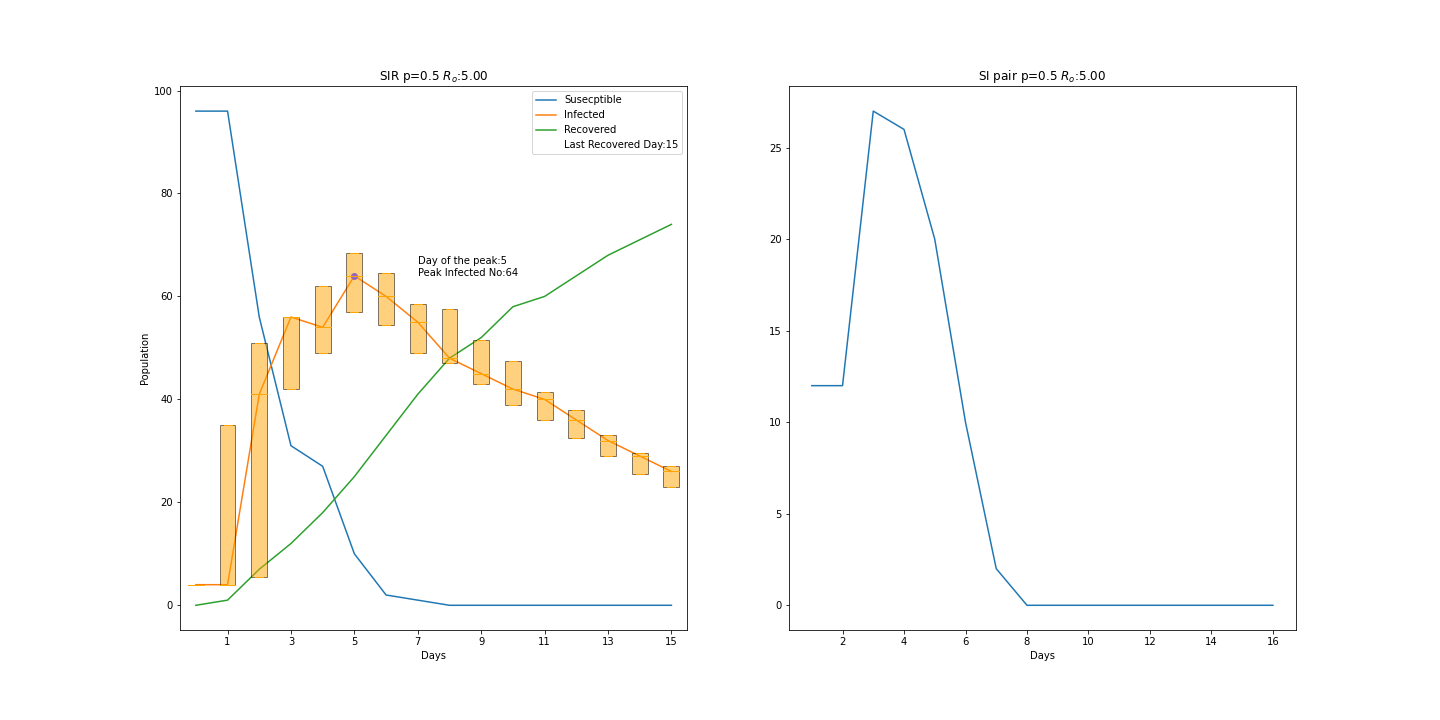 SIR p=0.5 Rₒ:5.00
100
80
60
40
20
0
Population
Susecptible
Infected
Recovered
Last Recovered Day:15
Day of the peak:5
Peak Infected No:64
1 3 5 7 9 11 13 15
Days
SI pair p=0.5 Rₒ:5.00
25
20
15
10
5
0
2 4 6 8 10 12 14 16
Days